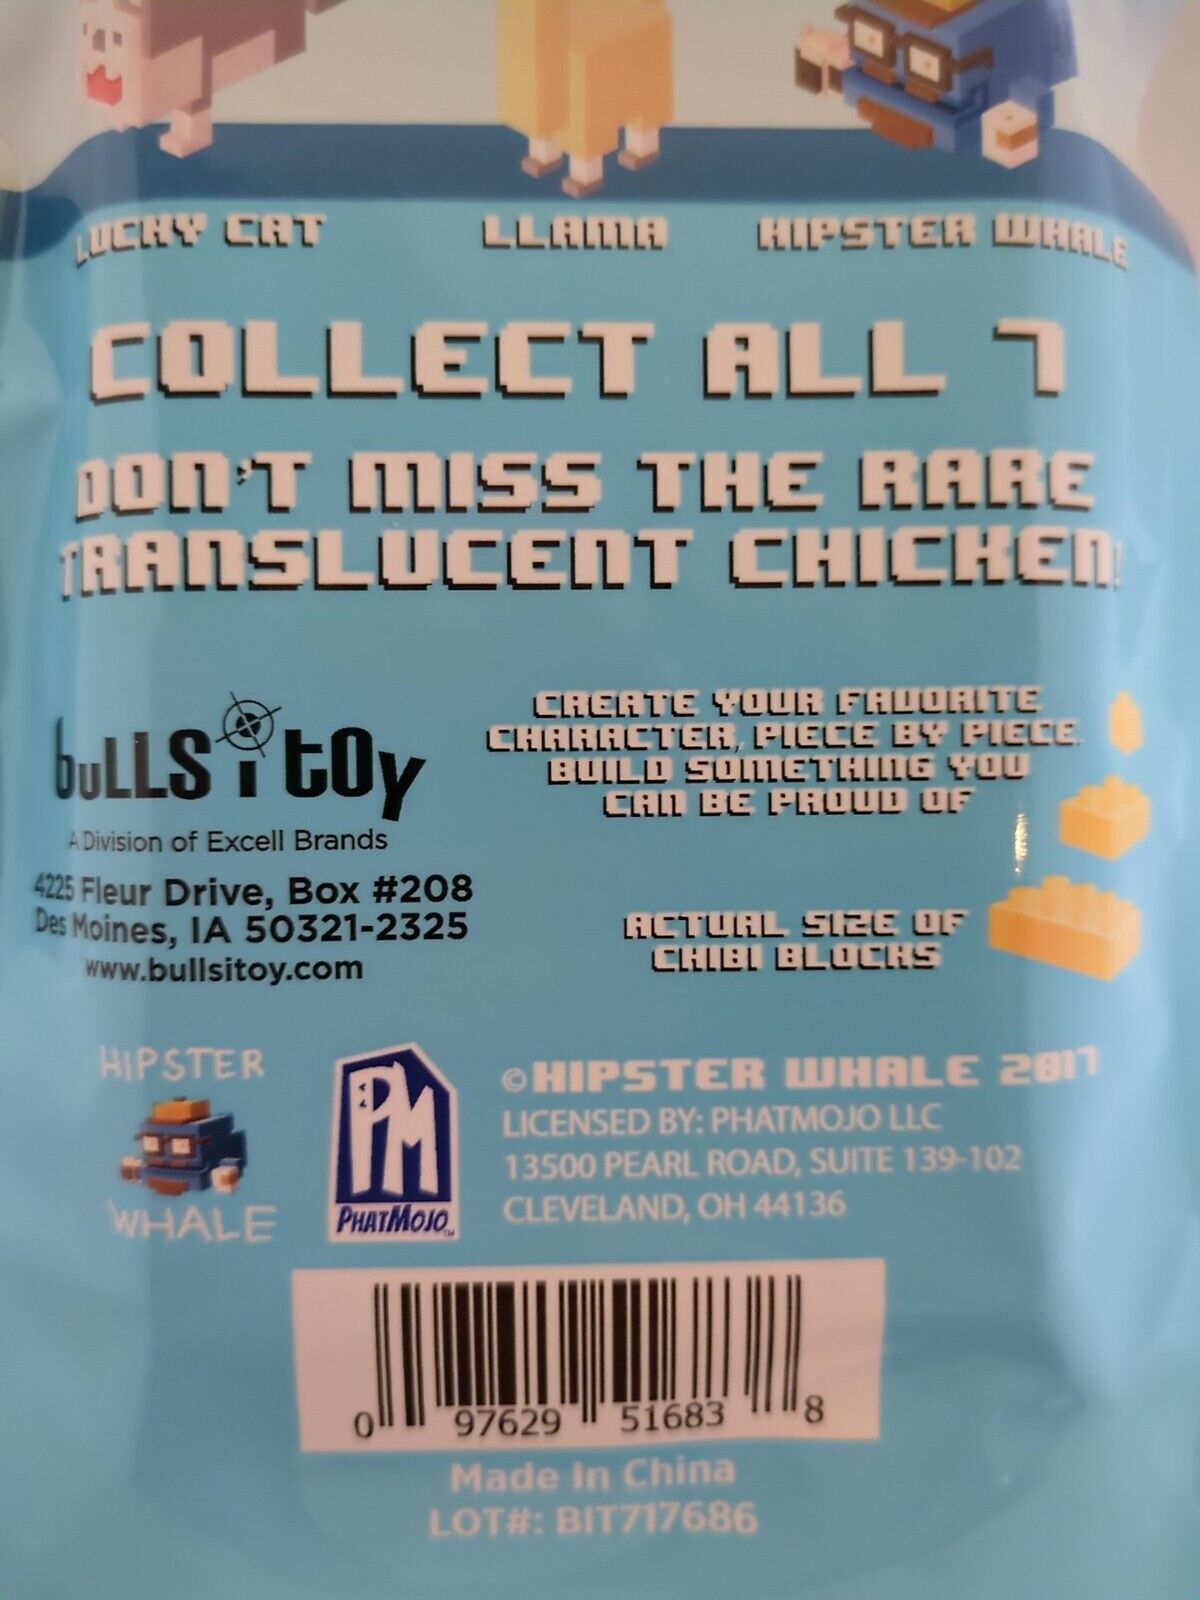 LUCKY CAT LLAMA HIPSTER WHALE
COLLECT ALL 7
DON'T MISS THE RARE
TRANSLUCENT CHICKEN!
bulls i toy
A Division of Excell Brands
4225 Fleur Drive, Box #208
Des Moines, IA 50321-2325
www.bullsitoy.com
CREATE YOUR FAVORITE
CHARACTER, PIECE BY PIECE.
BUILD SOMETHING YOU
CAN BE PROUD OF
ACTUAL SIZE OF
CHIBI BLOCKS
HIPSTER
WHALE
PM
PHATMOJO™
©HIPSTER WHALE 2017
LICENSED BY: PHATMOJO LLC
13500 PEARL ROAD, SUITE 139-102
CLEVELAND, OH 44136
0 97629 51683 8
Made In China
LOT#: BIT717686